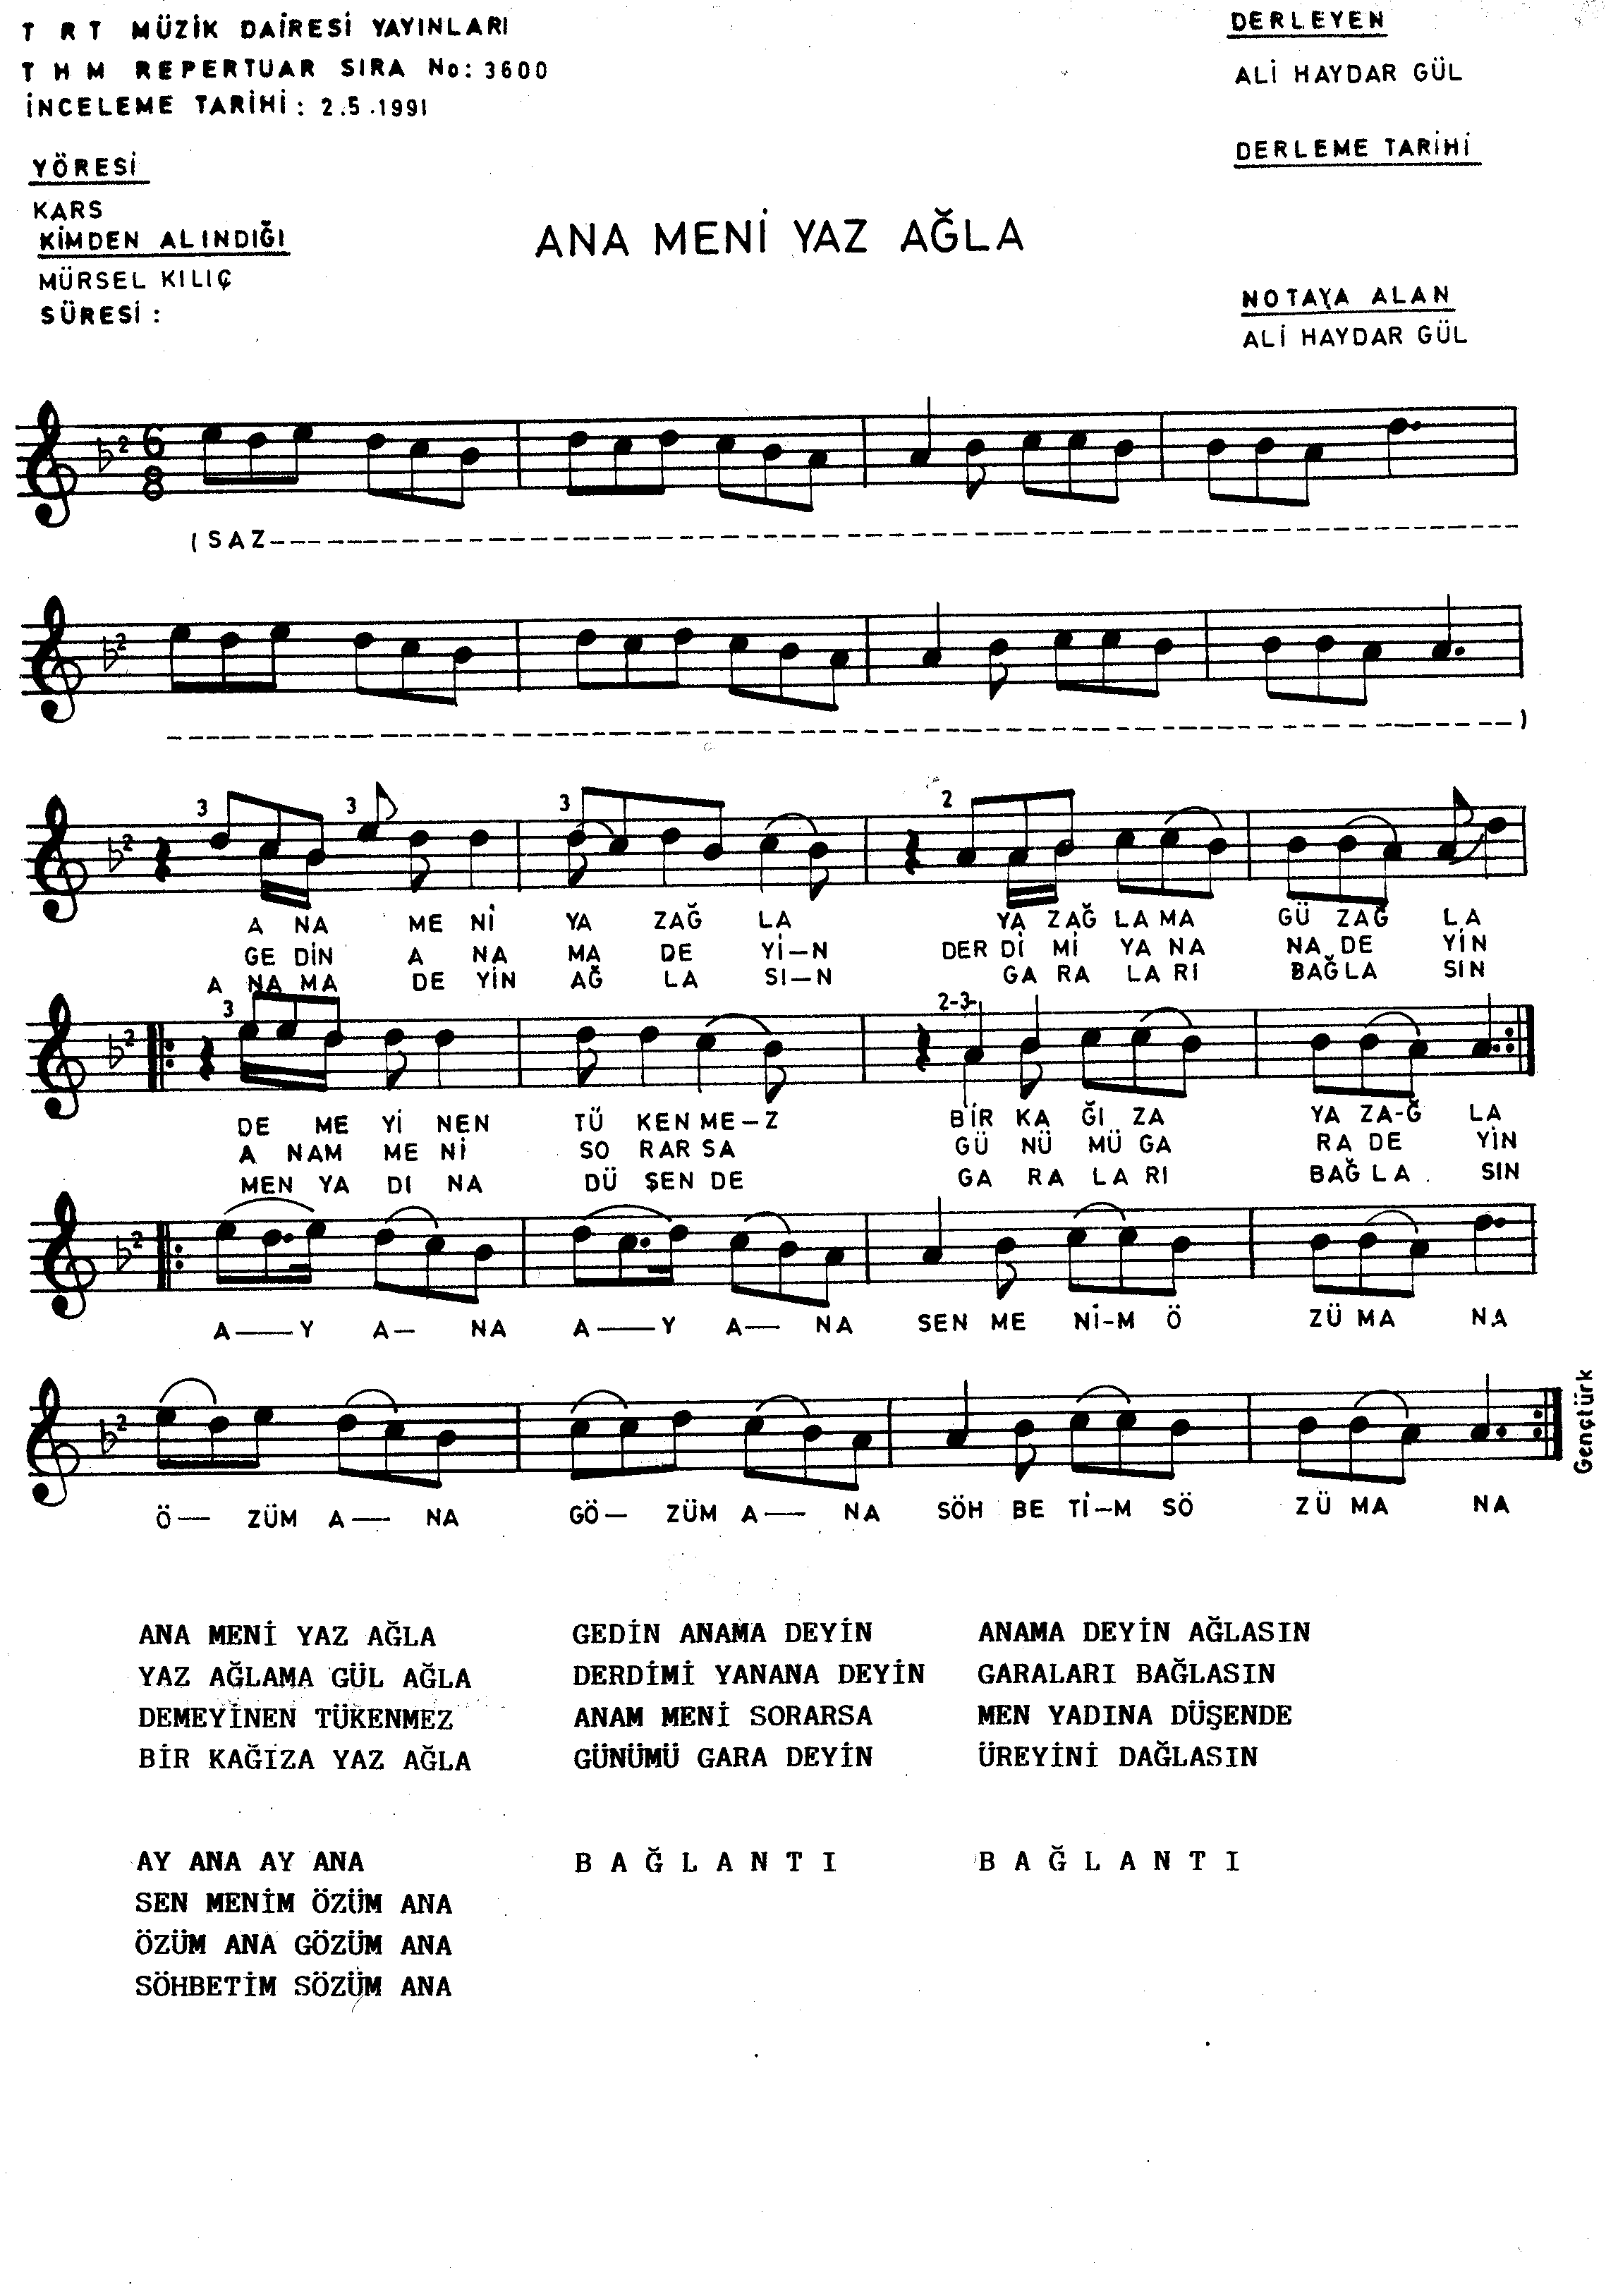 T R T MÜZİK DAİRESİ YAYINLARI
T H M REPERTUAR SIRA No: 3600
İNCELEME TARİHİ: 2.5.1991
DERLEYEN
ALİ HAYDAR GÜL
DERLEME TARİHİ
YÖRESİ
KARS
KİMDEN ALINDIĞI
MÜRSEL KILIÇ
SÜRESİ :
ANA MENİ YAZ AĞLA
NOTAYA ALAN
ALİ HAYDAR GÜL
2 6 8
(SAZ--------------------
2
--------------------)
2 3 3 3 2
A NA ME Nİ YA ZAĞ LA YA ZAĞ LA MA GÜ ZAĞ LA
GE DİN A NA MA DE Yİ–N DER Dİ Mİ YA NA NA DE YİN
A NA MA DE YİN AĞ LA SI–N GA RA LA RI BAĞ LA SIN
2 3 2-3-
DE ME Yİ NEN TÜ KEN ME–Z BİR KA ĞI ZA YA ZA-Ğ LA
A NAM ME Nİ SO RAR SA GÜ NÜ MÜ GA RA DE YİN
MEN YA DI NA DÜ ŞEN DE GA RA LA RI BAĞ LA . SIN
2
A—Y A– NA A—Y A— NA SEN ME Nİ-M Ö ZÜ MA NA
2
Ö— ZÜM A— NA GÖ— ZÜM A— NA SÖH BE Tİ–M SÖ ZÜ MA NA
Gençtürk
ANA MENİ YAZ AĞLA
YAZ AĞLAMA GÜL AĞLA
DEMEYİNEN TÜKENMEZ
BİR KAĞIZA YAZ AĞLA
GEDİN ANAMA DEYİN
DERDİMİ YANANA DEYİN
ANAM MENİ SORARSA
GÜNÜMÜ GARA DEYİN
ANAMA DEYİN AĞLASIN
GARALARI BAĞLASIN
MEN YADINA DÜŞENDE
ÜREYİNİ DAĞLASIN
AY ANA AY ANA
SEN MENİM ÖZÜM ANA
ÖZÜM ANA GÖZÜM ANA
SÖHBETİM SÖZÜM ANA
B A Ğ L A N T I
B A Ğ L A N T I